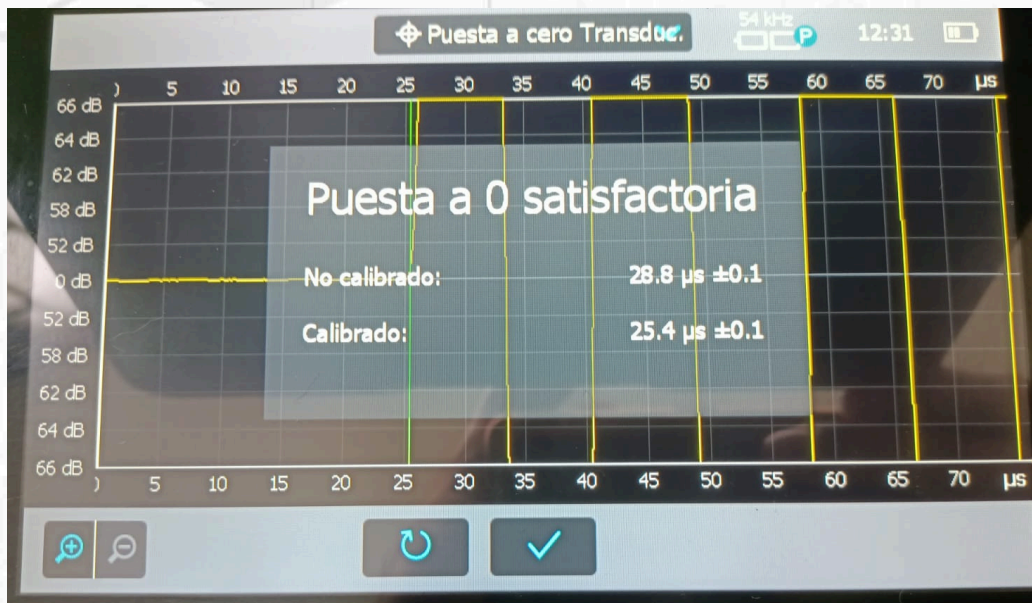 Puesta a cero Transduc.
54 kHz
P
12:31
0 5 10 15 20 25 30 35 40 45 50 55 60 65 70 µs
66 dB
64 dB
62 dB
58 dB
52 dB
0 dB
52 dB
58 dB
62 dB
64 dB
66 dB
Puesta a 0 satisfactoria
No calibrado: 28.8 µs ±0.1
Calibrado: 25.4 µs ±0.1
5 10 15 20 25 30 35 40 45 50 55 60 65 70 µs